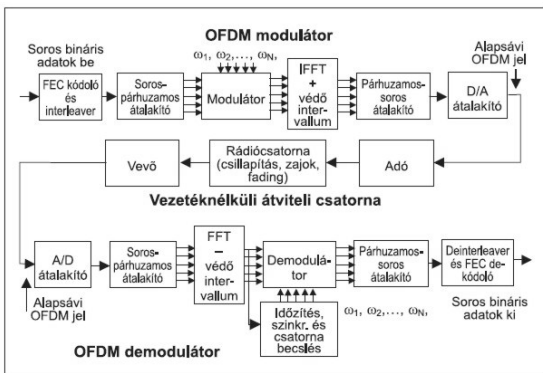 OFDM modulátor
Soros bináris
adatok be
ω1, ω2,…, ωN,
Alapsávi
OFDM jel
FEC kódoló
és
interleaver
Soros-
párhuzamos
átalakító
Modulátor
IFFT
+
védő
inter-
vallum
Párhuzamos-
soros
átalakító
D/A
átalakító
Vevő
Rádiócsatorna
(csillapítás, zajok,
fading)
Adó
Vezetéknélküli átviteli csatorna
A/D
átalakító
Soros-
párhuzamos
átalakító
FFT
–
védő
inter-
vallum
Demodulá-
tor
Párhuzamos-
soros
átalakító
Deinterleaver
és FEC de-
kódoló
Alapsávi
OFDM jel
Időzítés,
szinkr. és
csatorna
becslés
ω1, ω2,…, ωN,
Soros bináris
adatok ki
OFDM demodulátor